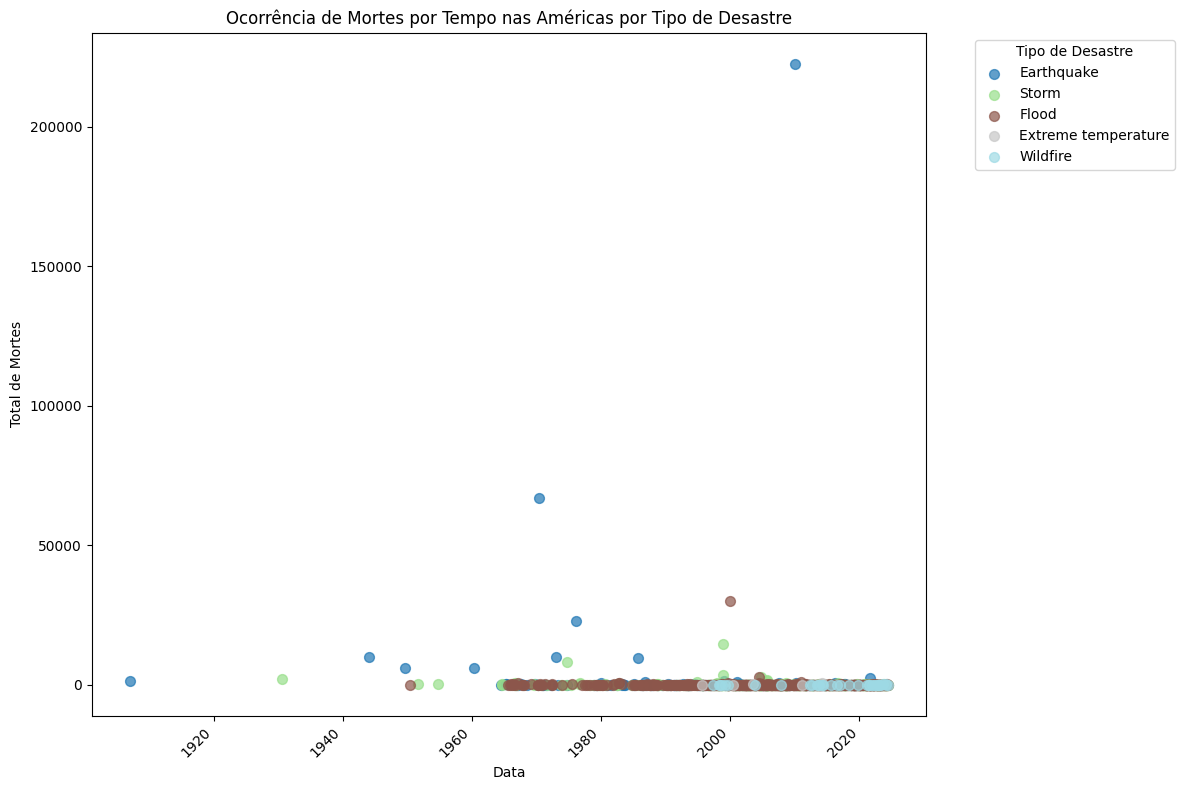 Ocorrência de Mortes por Tempo nas Américas por Tipo de Desastre
Tipo de Desastre
Earthquake
Storm
Flood
Extreme temperature
Wildfire
Total de Mortes
200000
150000
100000
50000
0
1920
1940
1960
1980
2000
2020
Data